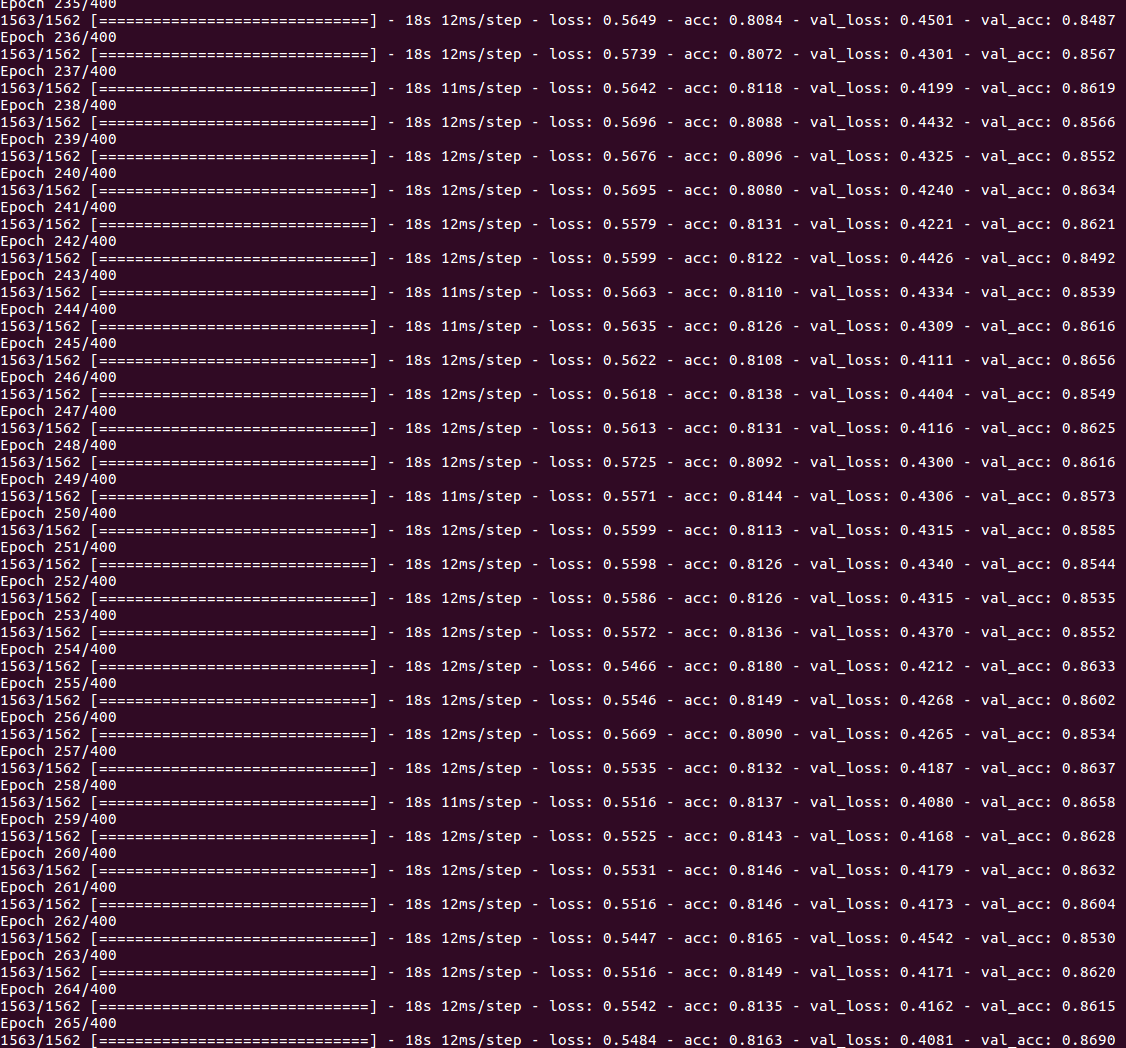 Epoch 235/400
1563/1562 [==============================] - 18s 12ms/step - loss: 0.5649 - acc: 0.8084 - val_loss: 0.4501 - val_acc: 0.8487
Epoch 236/400
1563/1562 [==============================] - 18s 12ms/step - loss: 0.5739 - acc: 0.8072 - val_loss: 0.4301 - val_acc: 0.8567
Epoch 237/400
1563/1562 [==============================] - 18s 11ms/step - loss: 0.5642 - acc: 0.8118 - val_loss: 0.4199 - val_acc: 0.8619
Epoch 238/400
1563/1562 [==============================] - 18s 12ms/step - loss: 0.5696 - acc: 0.8088 - val_loss: 0.4432 - val_acc: 0.8566
Epoch 239/400
1563/1562 [==============================] - 18s 12ms/step - loss: 0.5676 - acc: 0.8096 - val_loss: 0.4325 - val_acc: 0.8552
Epoch 240/400
1563/1562 [==============================] - 18s 12ms/step - loss: 0.5695 - acc: 0.8080 - val_loss: 0.4240 - val_acc: 0.8634
Epoch 241/400
1563/1562 [==============================] - 18s 12ms/step - loss: 0.5579 - acc: 0.8131 - val_loss: 0.4221 - val_acc: 0.8621
Epoch 242/400
1563/1562 [==============================] - 18s 12ms/step - loss: 0.5599 - acc: 0.8122 - val_loss: 0.4426 - val_acc: 0.8492
Epoch 243/400
1563/1562 [==============================] - 18s 11ms/step - loss: 0.5663 - acc: 0.8110 - val_loss: 0.4334 - val_acc: 0.8539
Epoch 244/400
1563/1562 [==============================] - 18s 11ms/step - loss: 0.5635 - acc: 0.8126 - val_loss: 0.4309 - val_acc: 0.8616
Epoch 245/400
1563/1562 [==============================] - 18s 12ms/step - loss: 0.5622 - acc: 0.8108 - val_loss: 0.4111 - val_acc: 0.8656
Epoch 246/400
1563/1562 [==============================] - 18s 12ms/step - loss: 0.5618 - acc: 0.8138 - val_loss: 0.4404 - val_acc: 0.8549
Epoch 247/400
1563/1562 [==============================] - 18s 12ms/step - loss: 0.5613 - acc: 0.8131 - val_loss: 0.4116 - val_acc: 0.8625
Epoch 248/400
1563/1562 [==============================] - 18s 12ms/step - loss: 0.5725 - acc: 0.8092 - val_loss: 0.4300 - val_acc: 0.8616
Epoch 249/400
1563/1562 [==============================] - 18s 11ms/step - loss: 0.5571 - acc: 0.8144 - val_loss: 0.4306 - val_acc: 0.8573
Epoch 250/400
1563/1562 [==============================] - 18s 12ms/step - loss: 0.5599 - acc: 0.8113 - val_loss: 0.4315 - val_acc: 0.8585
Epoch 251/400
1563/1562 [==============================] - 18s 12ms/step - loss: 0.5598 - acc: 0.8126 - val_loss: 0.4340 - val_acc: 0.8544
Epoch 252/400
1563/1562 [==============================] - 18s 12ms/step - loss: 0.5586 - acc: 0.8126 - val_loss: 0.4315 - val_acc: 0.8535
Epoch 253/400
1563/1562 [==============================] - 18s 12ms/step - loss: 0.5572 - acc: 0.8136 - val_loss: 0.4370 - val_acc: 0.8552
Epoch 254/400
1563/1562 [==============================] - 18s 12ms/step - loss: 0.5466 - acc: 0.8180 - val_loss: 0.4212 - val_acc: 0.8633
Epoch 255/400
1563/1562 [==============================] - 18s 12ms/step - loss: 0.5546 - acc: 0.8149 - val_loss: 0.4268 - val_acc: 0.8602
Epoch 256/400
1563/1562 [==============================] - 18s 12ms/step - loss: 0.5669 - acc: 0.8090 - val_loss: 0.4265 - val_acc: 0.8534
Epoch 257/400
1563/1562 [==============================] - 18s 12ms/step - loss: 0.5535 - acc: 0.8132 - val_loss: 0.4187 - val_acc: 0.8637
Epoch 258/400
1563/1562 [==============================] - 18s 11ms/step - loss: 0.5516 - acc: 0.8137 - val_loss: 0.4080 - val_acc: 0.8658
Epoch 259/400
1563/1562 [==============================] - 18s 12ms/step - loss: 0.5525 - acc: 0.8143 - val_loss: 0.4168 - val_acc: 0.8628
Epoch 260/400
1563/1562 [==============================] - 18s 12ms/step - loss: 0.5531 - acc: 0.8146 - val_loss: 0.4179 - val_acc: 0.8632
Epoch 261/400
1563/1562 [==============================] - 18s 12ms/step - loss: 0.5516 - acc: 0.8146 - val_loss: 0.4173 - val_acc: 0.8604
Epoch 262/400
1563/1562 [==============================] - 18s 12ms/step - loss: 0.5447 - acc: 0.8165 - val_loss: 0.4542 - val_acc: 0.8530
Epoch 263/400
1563/1562 [==============================] - 18s 12ms/step - loss: 0.5516 - acc: 0.8149 - val_loss: 0.4171 - val_acc: 0.8620
Epoch 264/400
1563/1562 [==============================] - 18s 12ms/step - loss: 0.5542 - acc: 0.8135 - val_loss: 0.4162 - val_acc: 0.8615
Epoch 265/400
1563/1562 [==============================] - 18s 12ms/step - loss: 0.5484 - acc: 0.8163 - val_loss: 0.4081 - val_acc: 0.8690